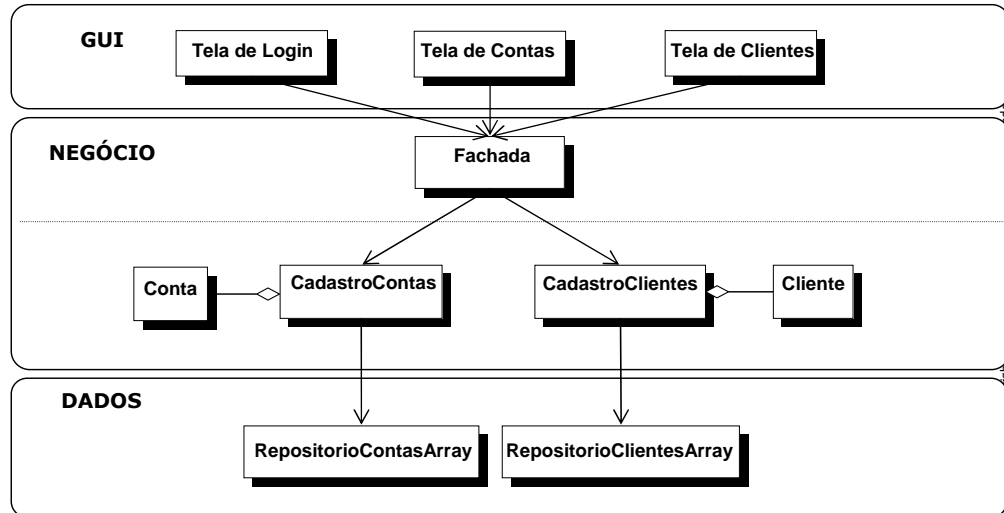 GUI
Tela de Login
Tela de Contas
Tela de Clientes
NEGÓCIO
Fachada
Conta
CadastroContas
CadastroClientes
Cliente
DADOS
RepositorioContasArray
RepositorioClientesArray